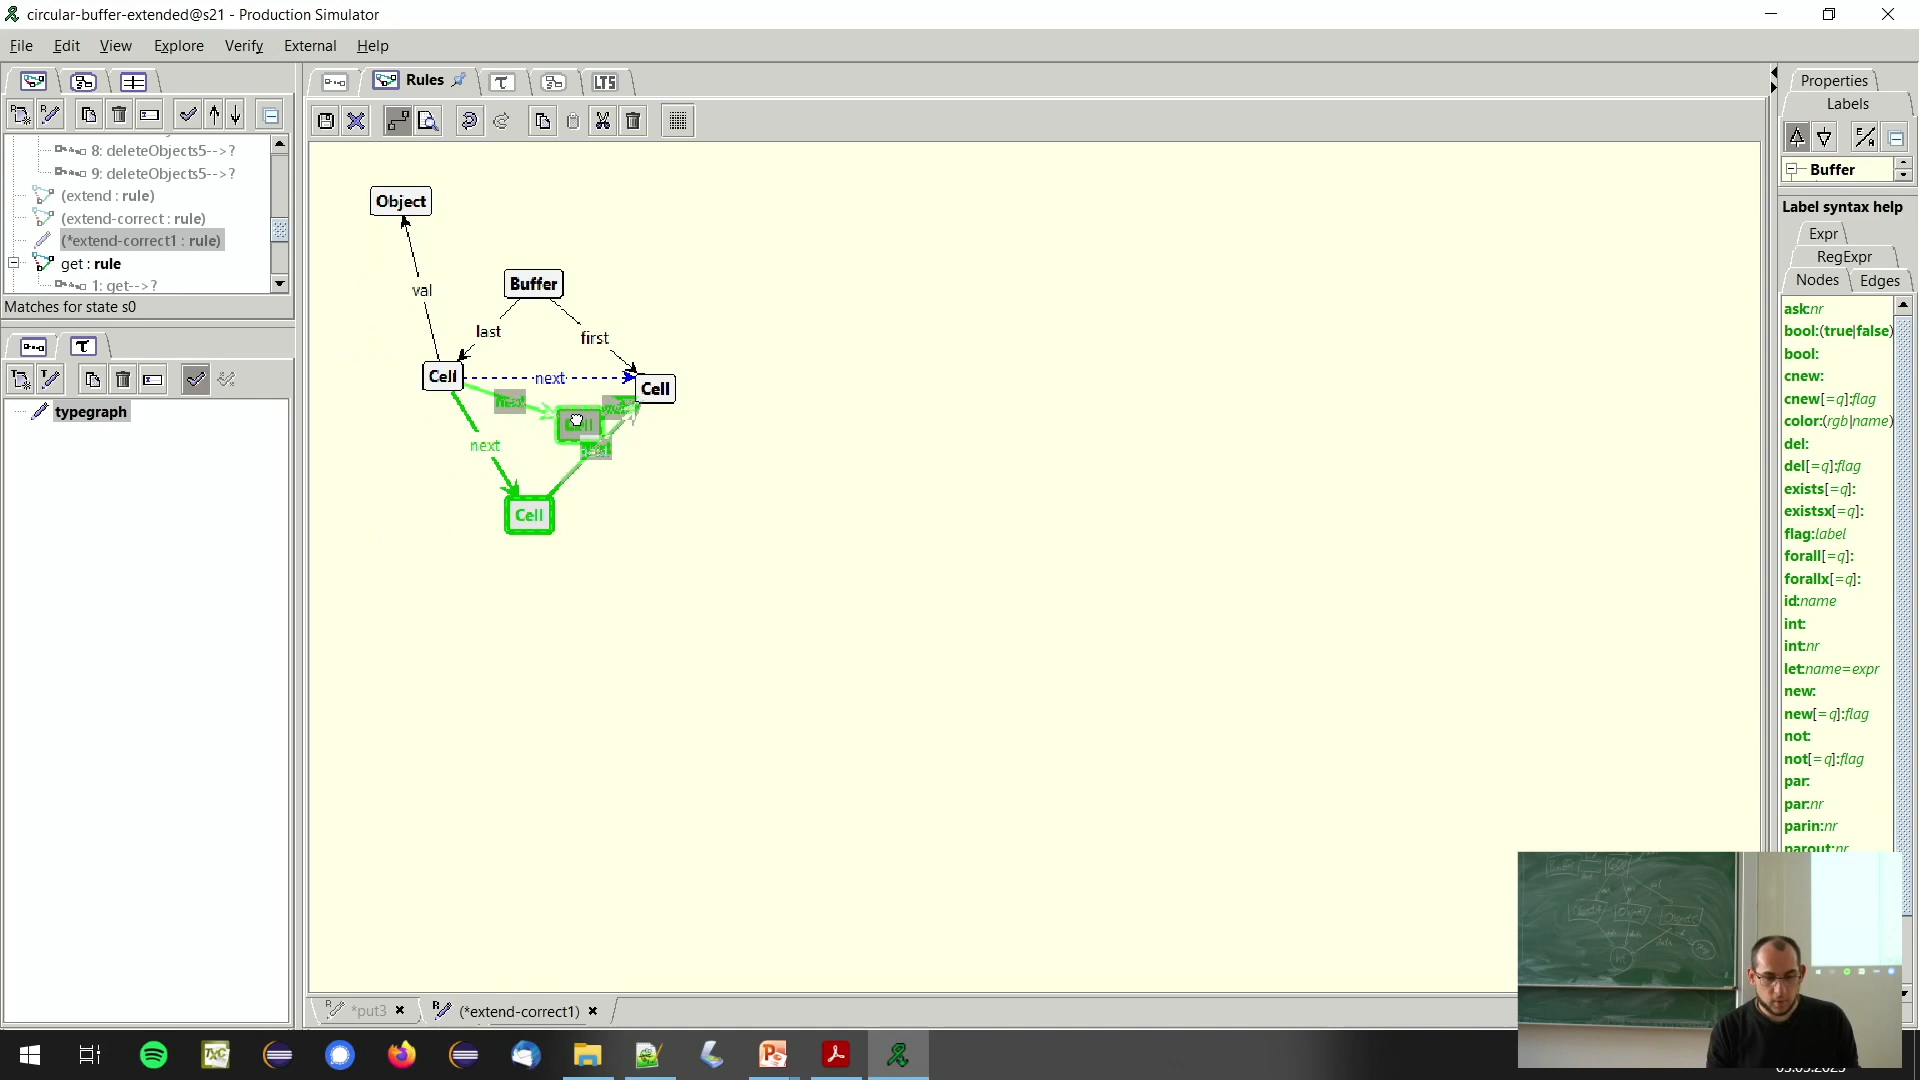 circular-buffer-extended@s21 - Production Simulator
File Edit View Explore Verify External Help
8: deleteObjects5-->?
9: deleteObjects5-->?
(extend : rule)
(extend-correct : rule)
(*extend-correct1 : rule)
get : rule
1: get-->?
Matches for state s0
typegraph
Rules
LTS
Object
val
Buffer
last
first
Cell
next
Cell
next
Cell
next
Cell
*put3
(*extend-correct1)
Properties
Labels
Buffer
Label syntax help
Expr
RegExpr
Nodes
Edges
ask:nr
bool:(true|false)
bool:
cnew:
cnew[=q]:flag
color:(rgb|name)
del:
del[=q]:flag
exists[=q]:
existsx[=q]:
flag:label
forall[=q]:
forallx[=q]:
id:name
int:
int:nr
let:name=expr
new:
new[=q]:flag
not:
not[=q]:flag
par:
par:nr
parin:nr
parout:nr